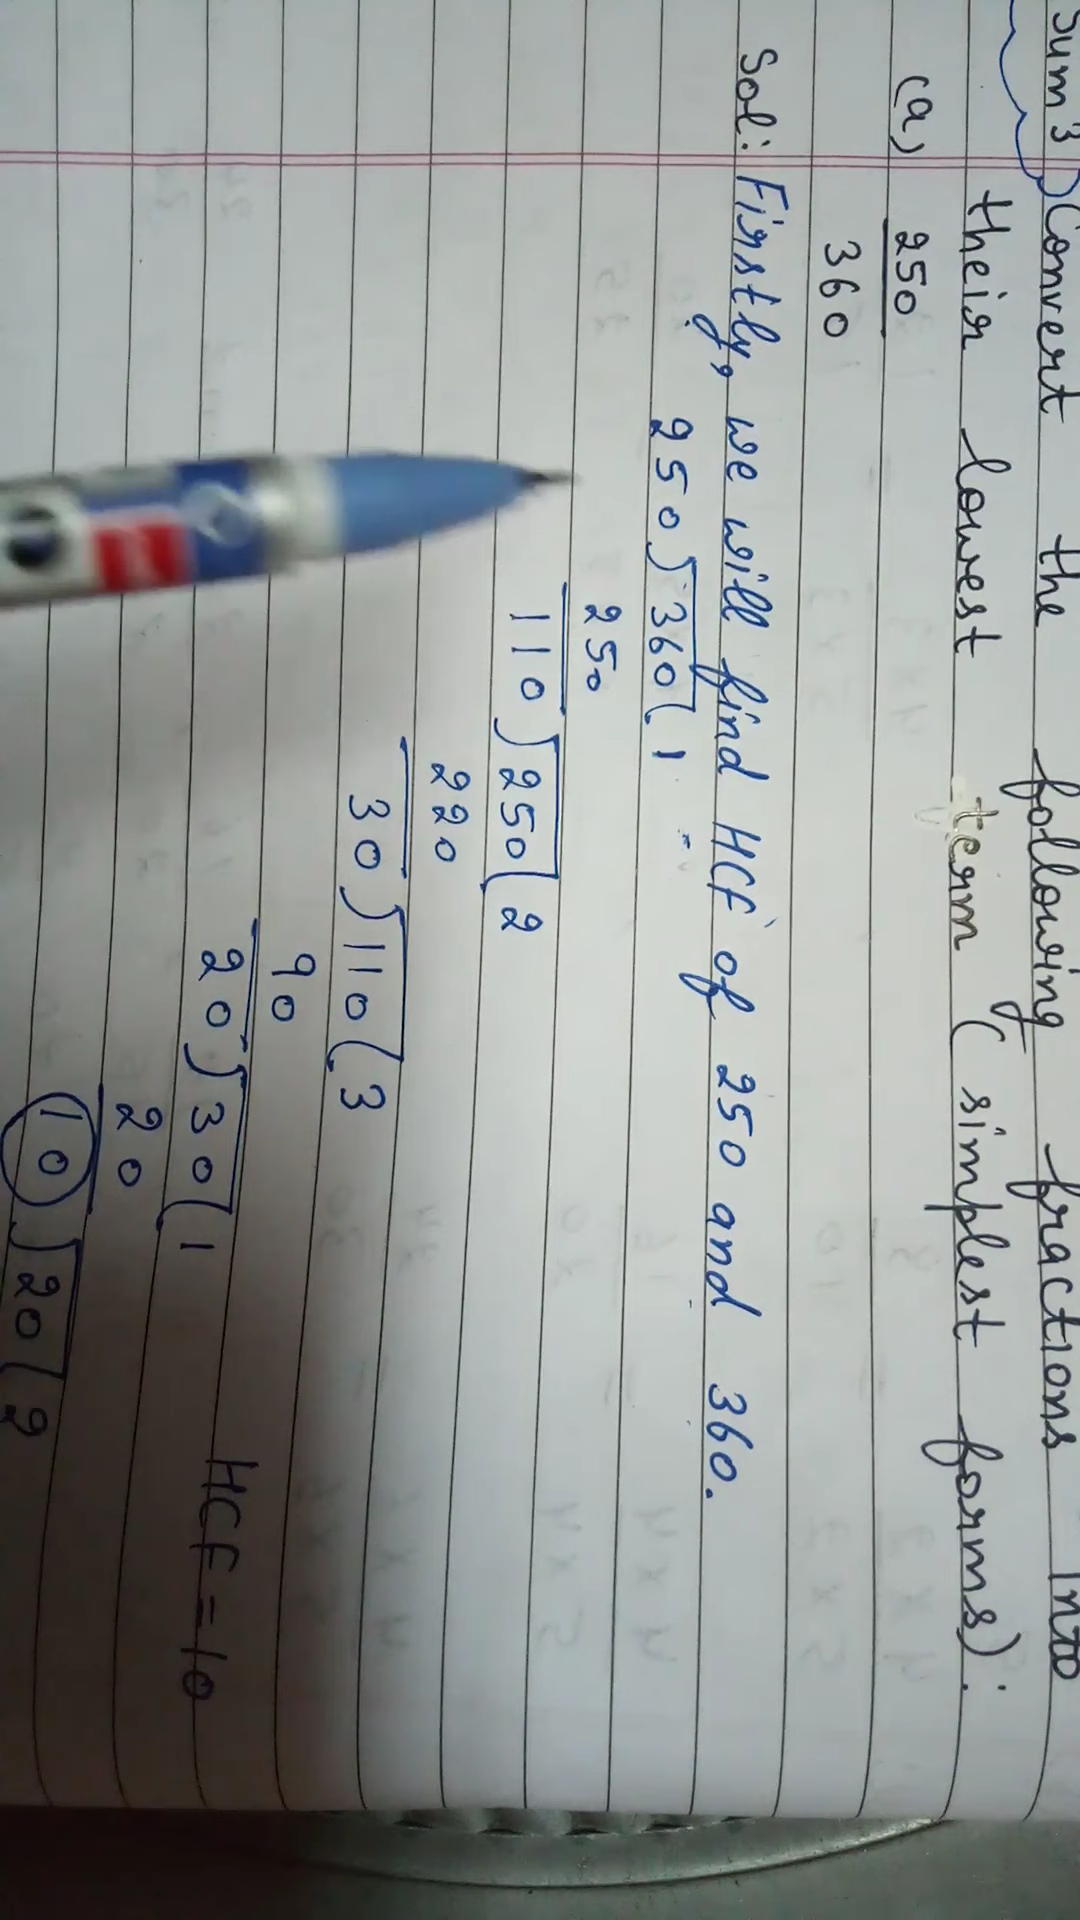 Sum 3) Convert the following fractions into
their lowest term (simplest forms):
(a) 250
360
Sol: Firstly, we will find HCF of 250 and 360.
250)360(1
250
110)250(2
220
30)110(3
90
20)30(1
20
10)20(2
HCF = 10